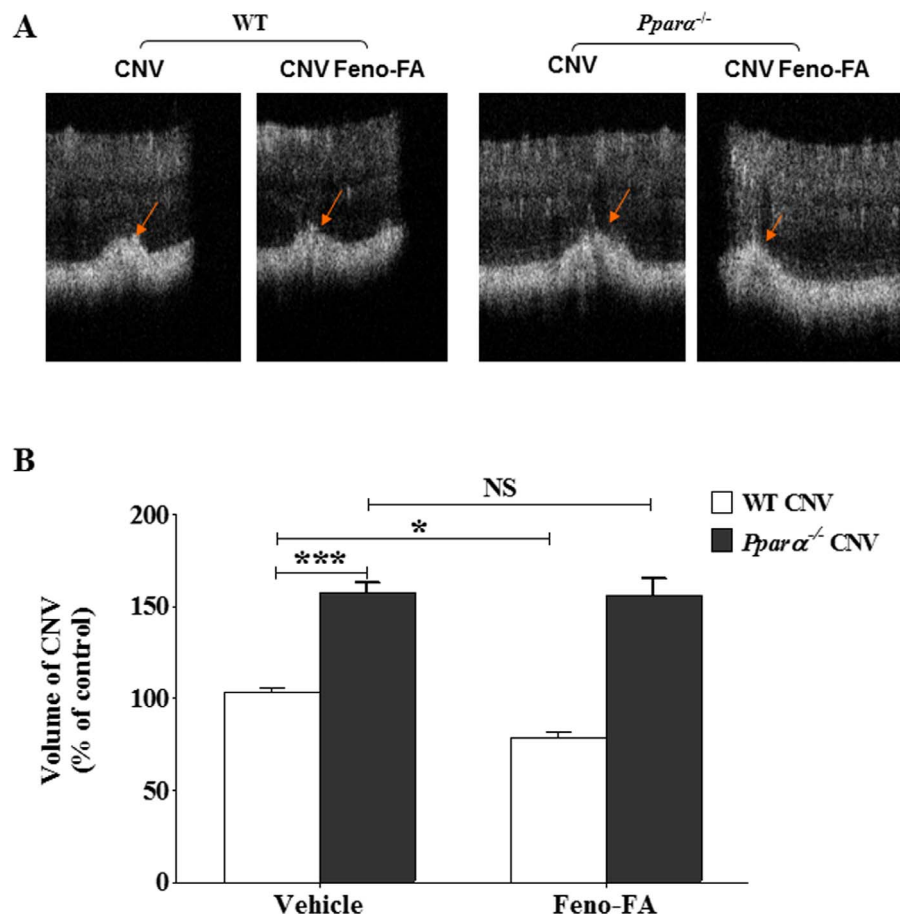 A
WT
Pparα-/-
CNV
CNV Feno-FA
CNV
CNV Feno-FA
B
NS
*
***
WT CNV
Pparα-/- CNV
Volume of CNV
(% of control)
200
150
100
50
0
Vehicle
Feno-FA